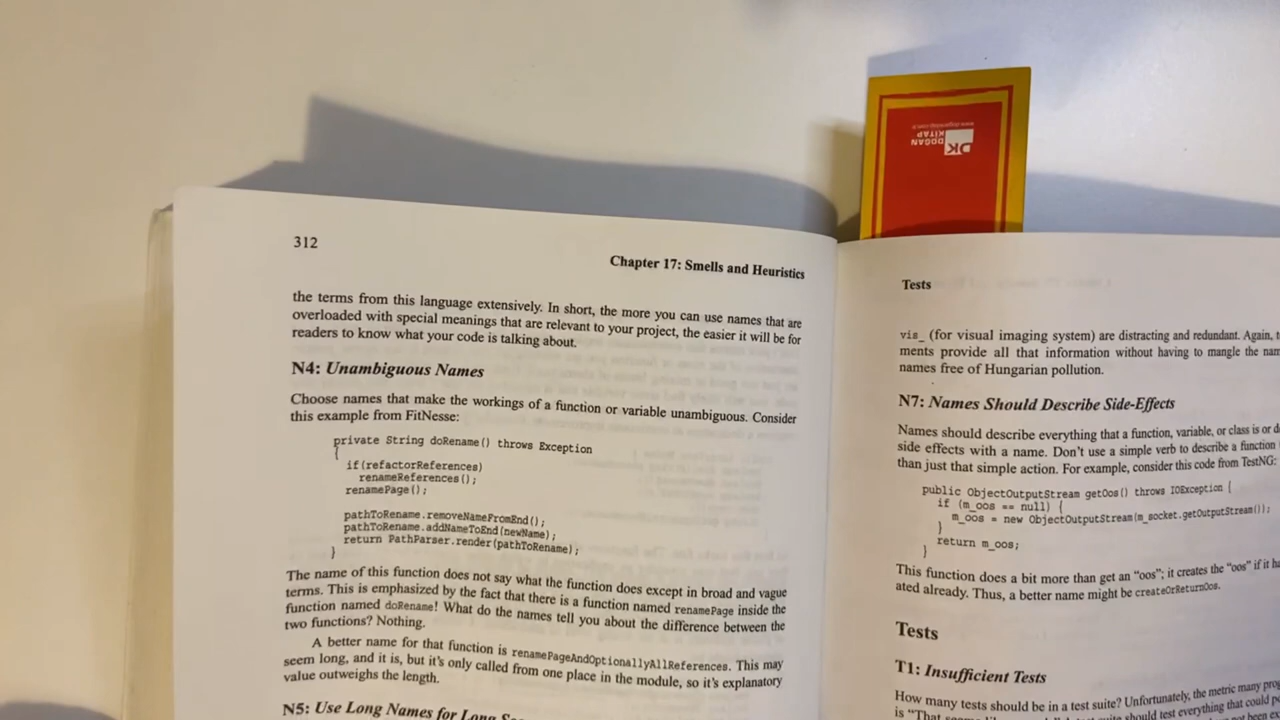 DK
DOĞAN
KİTAP
312
Chapter 17: Smells and Heuristics
the terms from this language extensively. In short, the more you can use names that are
overloaded with special meanings that are relevant to your project, the easier it will be for
readers to know what your code is talking about.
N4: Unambiguous Names
Choose names that make the workings of a function or variable unambiguous. Consider
this example from FitNesse:
private String doRename() throws Exception
{
if(refactorReferences)
renameReferences();
renamePage();
pathToRename.removeNameFromEnd();
pathToRename.addNameToEnd(newName);
return PathParser.render(pathToRename);
}
The name of this function does not say what the function does except in broad and vague
terms. This is emphasized by the fact that there is a function named renamePage inside the
function named doRename! What do the names tell you about the difference between the
two functions? Nothing.
A better name for that function is renamePageAndOptionallyAllReferences. This may
seem long, and it is, but it's only called from one place in the module, so it's explanatory
value outweighs the length.
N5: Use Long Names for Long
Tests
vis_ (for visual imaging system) are distracting and redundant. Again,
ments provide all that information without having to mangle the
names free of Hungarian pollution.
N7: Names Should Describe Side-Effects
Names should describe everything that a function, variable, or class is or
side effects with a name. Don't use a simple verb to describe a function
than just that simple action. For example, consider this code from TestNG:
public ObjectOutputStream getOos() throws IOException {
if (m_oos == null) {
m_oos = new ObjectOutputStream(m_socket.getOutputStream());
}
return m_oos;
}
This function does a bit more than get an "oos"; it creates the "oos" if it
ated already. Thus, a better name might be createOrReturnOos.
Tests
T1: Insufficient Tests
How many tests should be in a test suite? Unfortunately, the metric many
is "That suite should test everything that could